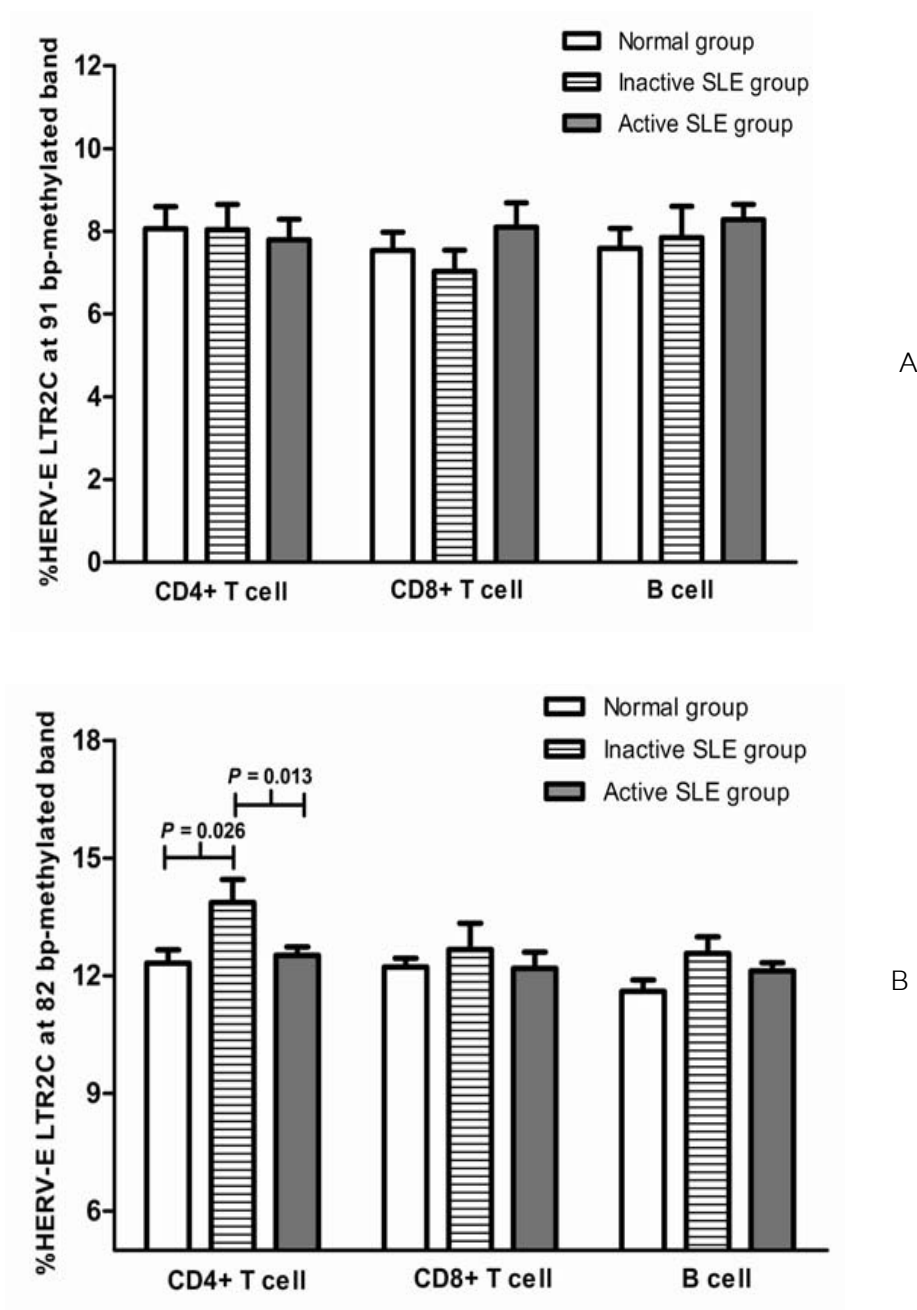 Normal group
Inactive SLE group
Active SLE group
%HERV-E LTR2C at 91 bp-methylated band
12
10
8
6
4
2
0
CD4+ T cell CD8+ T cell B cell
A
Normal group
Inactive SLE group
Active SLE group
%HERV-E LTR2C at 82 bp-methylated band
18
P = 0.013
P = 0.026
15
12
9
6
CD4+ T cell CD8+ T cell B cell
B